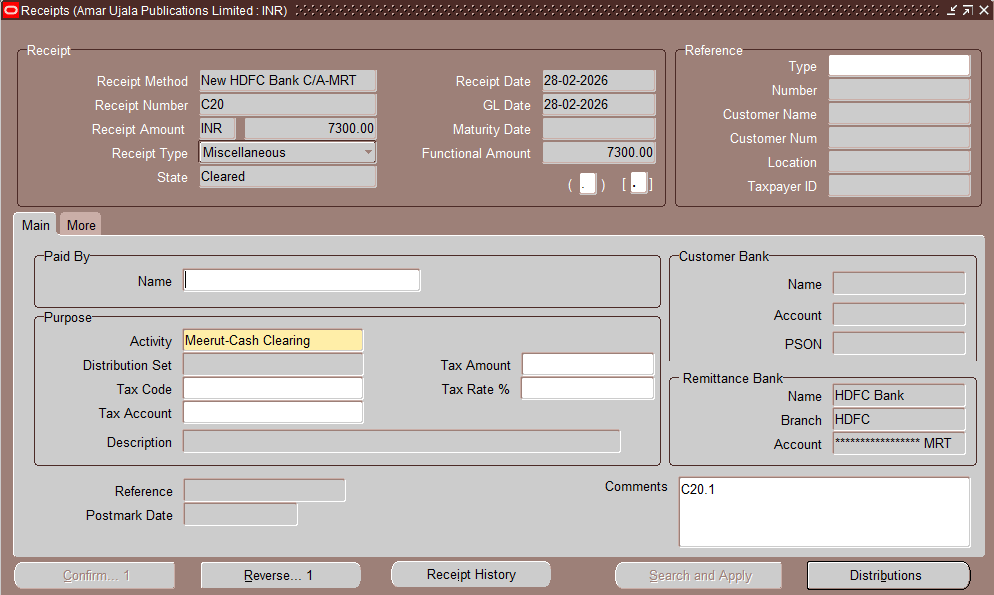 Receipts (Amar Ujala Publications Limited : INR)
Receipt
Receipt Method New HDFC Bank C/A-MRT
Receipt Number C20
Receipt Amount INR 7300.00
Receipt Type Miscellaneous
State Cleared
Receipt Date 28-02-2026
GL Date 28-02-2026
Maturity Date
Functional Amount 7300.00
( . ) [ . ]
Reference
Type
Number
Customer Name
Customer Num
Location
Taxpayer ID
Main More
Paid By
Name
Purpose
Activity Meerut-Cash Clearing
Distribution Set
Tax Code
Tax Account
Description
Tax Amount
Tax Rate %
Customer Bank
Name
Account
PSON
Remittance Bank
Name HDFC Bank
Branch HDFC
Account ***************** MRT
Reference
Postmark Date
Comments C20.1
Confirm... 1 Reverse... 1 Receipt History Search and Apply Distributions